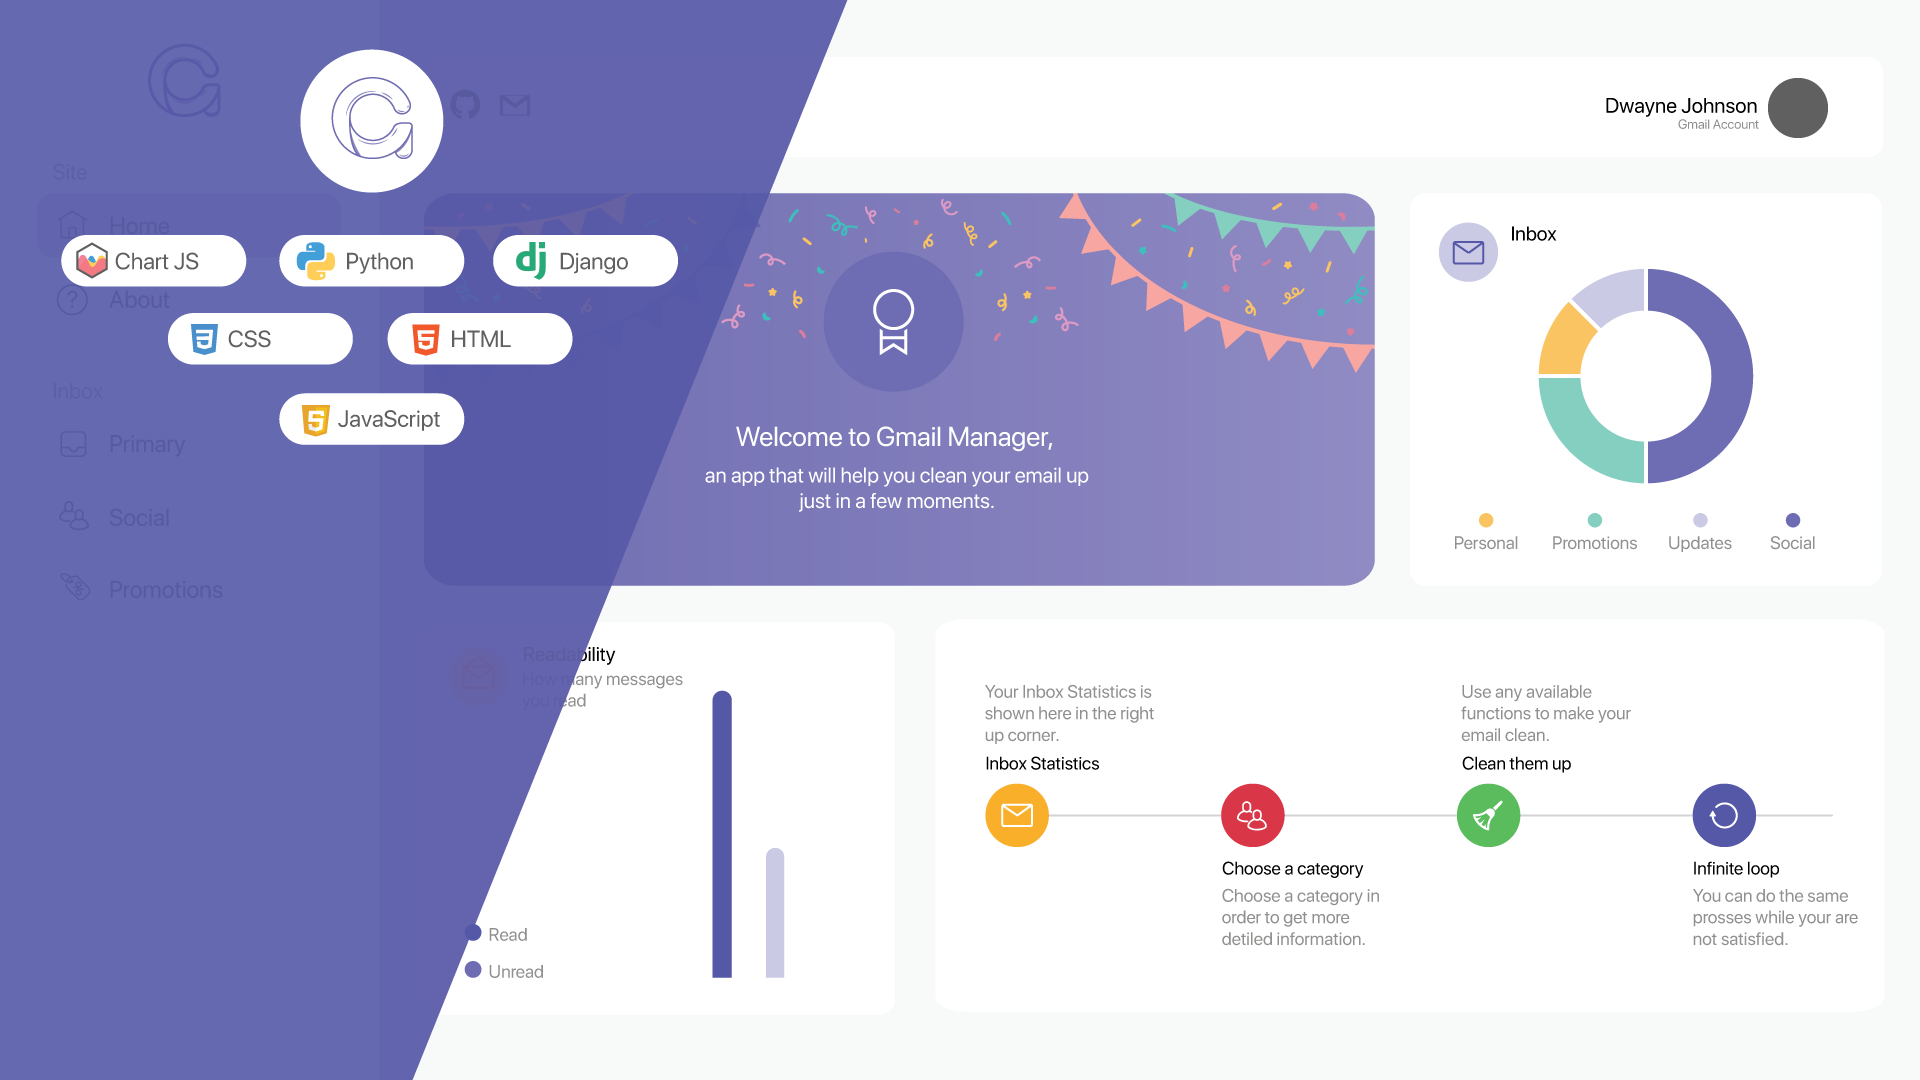 Dwayne Johnson
Gmail Account
Site
Home
About
Inbox
Primary
Social
Promotions
Chart JS
Python
Django
CSS
HTML
JavaScript
Welcome to Gmail Manager,
an app that will help you clean your email up
just in a few moments.
Inbox
Personal
Promotions
Updates
Social
Readability
How many messages
you read
Read
Unread
Your Inbox Statistics is
shown here in the right
up corner.
Inbox Statistics
Choose a category
Choose a category in
order to get more
detiled information.
Use any available
functions to make your
email clean.
Clean them up
Infinite loop
You can do the same
prosses while your are
not satisfied.